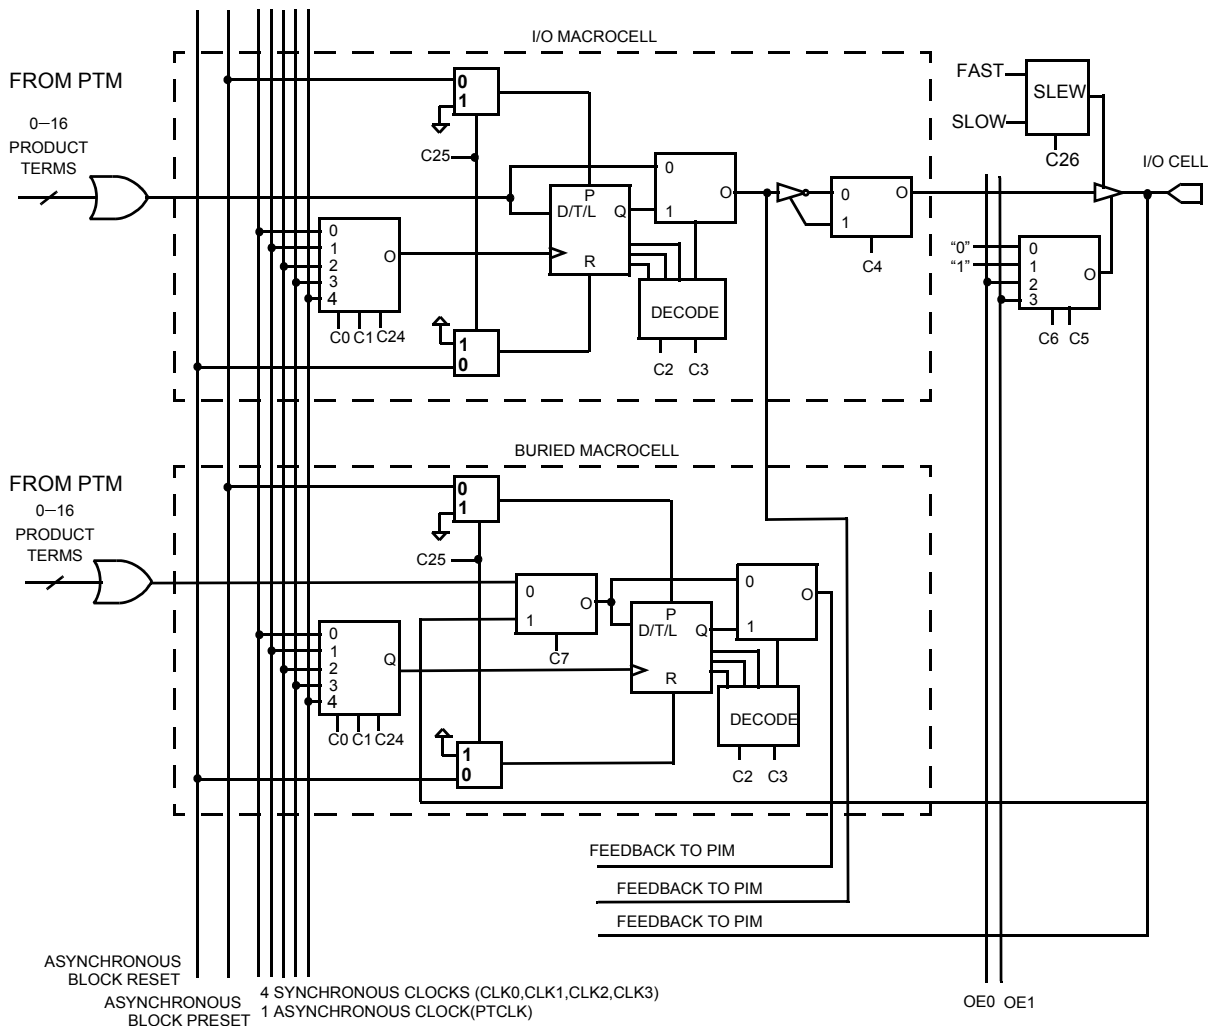 I/O MACROCELL
FROM PTM
0–16
PRODUCT
TERMS
0
1
C25
P
D/T/L
Q
R
0
1
O
0
1
2
3
4
O
C0 C1 C24
1
0
DECODE
C2 C3
0
1
O
C4
FAST
SLOW
SLEW
C26
I/O CELL
“0”
“1”
0
1
2
3
O
C6 C5
BURIED MACROCELL
FROM PTM
0–16
PRODUCT
TERMS
0
1
C25
0
1
O
C7
P
D/T/L
Q
R
0
1
O
0
1
2
3
4
Q
C0 C1 C24
1
0
DECODE
C2 C3
FEEDBACK TO PIM
FEEDBACK TO PIM
FEEDBACK TO PIM
ASYNCHRONOUS
BLOCK RESET
ASYNCHRONOUS
BLOCK PRESET
4 SYNCHRONOUS CLOCKS (CLK0,CLK1,CLK2,CLK3)
1 ASYNCHRONOUS CLOCK(PTCLK)
OE0 OE1